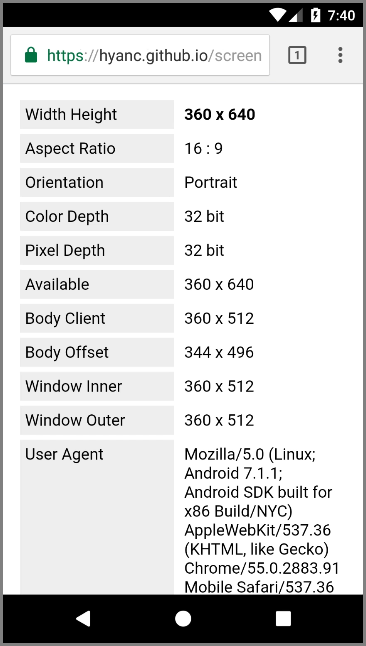 7:40
https://hyanc.github.io/screen
1
Width Height 360 x 640
Aspect Ratio 16 : 9
Orientation Portrait
Color Depth 32 bit
Pixel Depth 32 bit
Available 360 x 640
Body Client 360 x 512
Body Offset 344 x 496
Window Inner 360 x 512
Window Outer 360 x 512
User Agent Mozilla/5.0 (Linux;
Android 7.1.1;
Android SDK built for
x86 Build/NYC)
AppleWebKit/537.36
(KHTML, like Gecko)
Chrome/55.0.2883.91
Mobile Safari/537.36